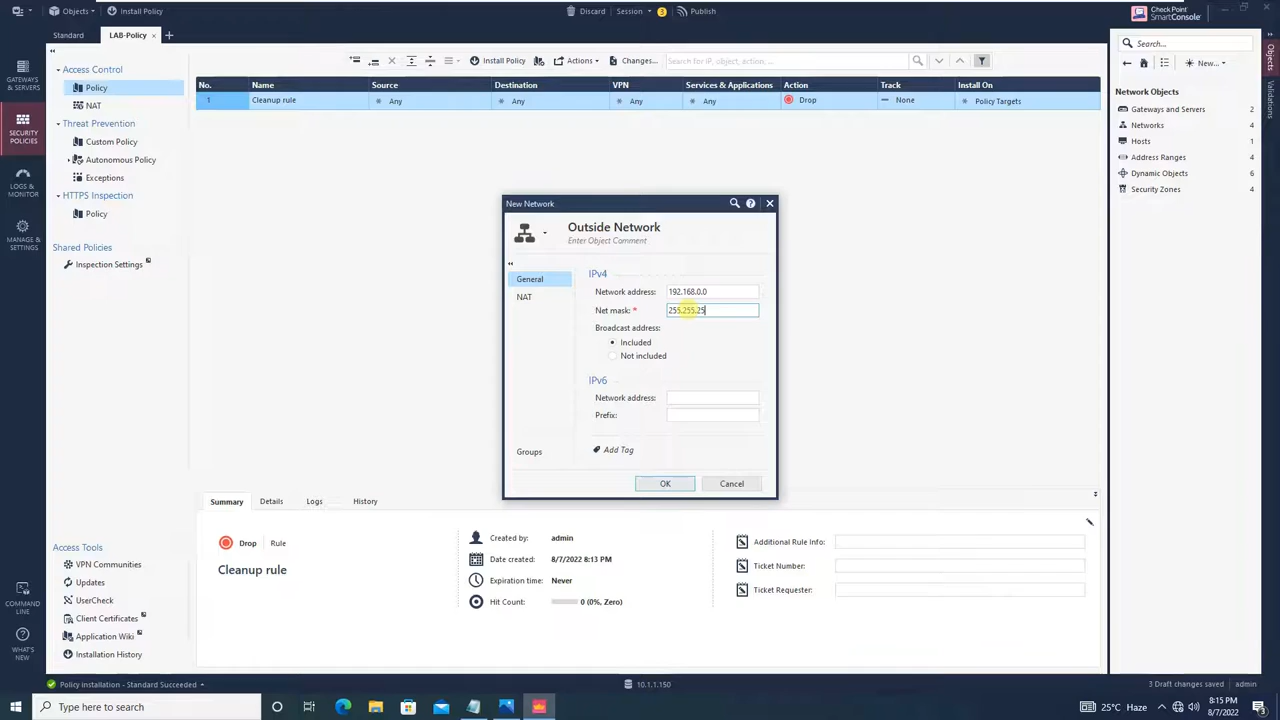 Objects
Install Policy
Discard
Session
3
Publish
Check Point
SmartConsole
Standard
LAB-Policy
GATEWAYS
& SERVERS
SECURITY
POLICIES
LOGS &
MONITOR
MANAGE &
SETTINGS
COMMAND
LINE
WHAT'S
NEW
Access Control
Policy
NAT
Threat Prevention
Custom Policy
Autonomous Policy
Exceptions
HTTPS Inspection
Policy
Shared Policies
Inspection Settings
Access Tools
VPN Communities
Updates
UserCheck
Client Certificates
Application Wiki
Installation History
Install Policy
Actions
Changes...
Search for IP, object, action, ...
No. Name Source Destination VPN Services & Applications Action Track Install On
1 Cleanup rule Any Any Any Any Drop None Policy Targets
New Network
Outside Network
Enter Object Comment
General
NAT
Groups
IPv4
Network address: 192.168.0.0
Net mask: * 255.255.25
Broadcast address:
Included
Not included
IPv6
Network address:
Prefix:
Add Tag
OK Cancel
Summary Details Logs History
Drop Rule
Cleanup rule
Created by: admin
Date created: 8/7/2022 8:13 PM
Expiration time: Never
Hit Count: 0 (0%, Zero)
Additional Rule Info:
Ticket Number:
Ticket Requester:
Search...
New...
Network Objects
Gateways and Servers 2
Networks 4
Hosts 1
Address Ranges 4
Dynamic Objects 6
Security Zones 4
Objects
Validations
Policy installation - Standard Succeeded
10.1.1.150
3 Draft changes saved
admin
Type here to search
25°C Haze
8:15 PM
8/7/2022
3